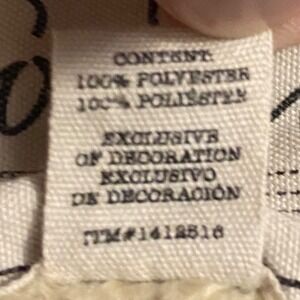 CONTENT:
100% POLYESTER
100% POLIÉSTER
EXCLUSIVE
OF DECORATION
EXCLUSIVO
DE DECORACIÓN
ITM#1412516